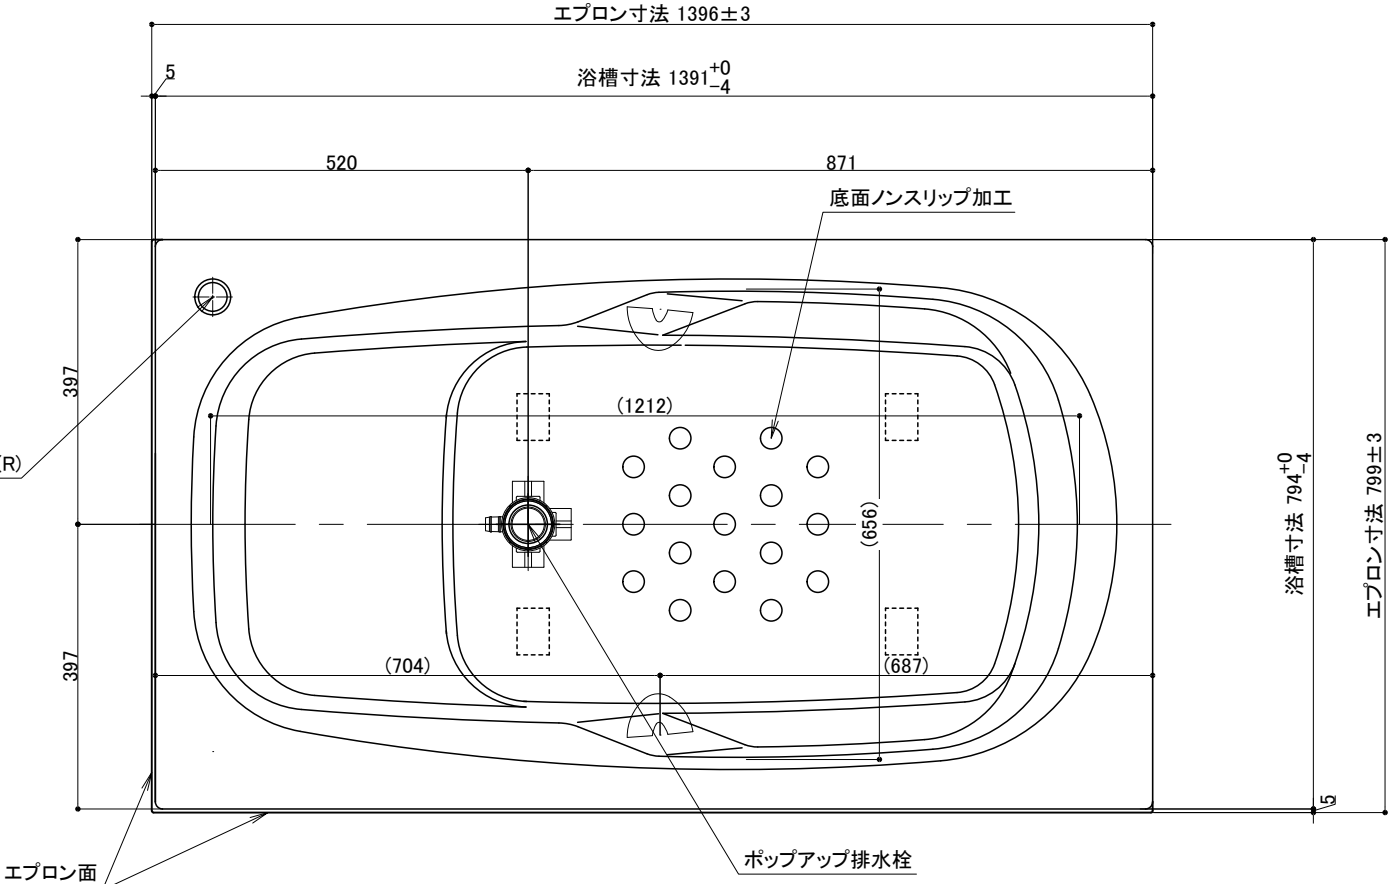 エプロン寸法 1396±3
5
浴槽寸法 1391 +0 -4
520
871
底面ノンスリップ加工
397
(1212)
(R)
(656)
浴槽寸法 794 +0 -4
エプロン寸法 799±3
397
(704)
(687)
5
ポップアップ排水栓
エプロン面